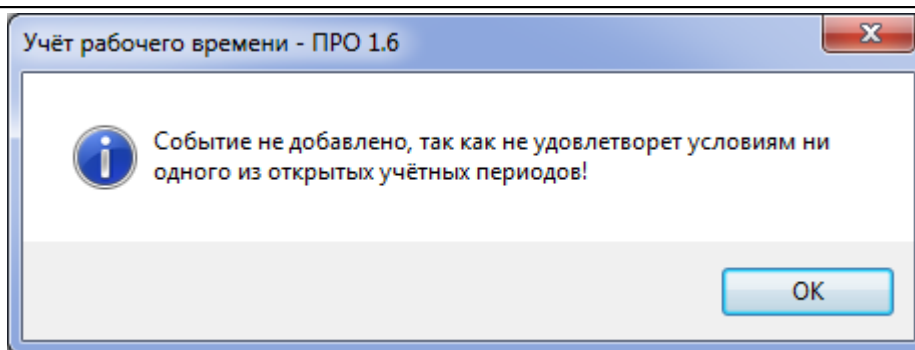 Учёт рабочего времени - ПРО 1.6
Событие не добавлено, так как не удовлетворет условиям ни
одного из открытых учётных периодов!
ОК